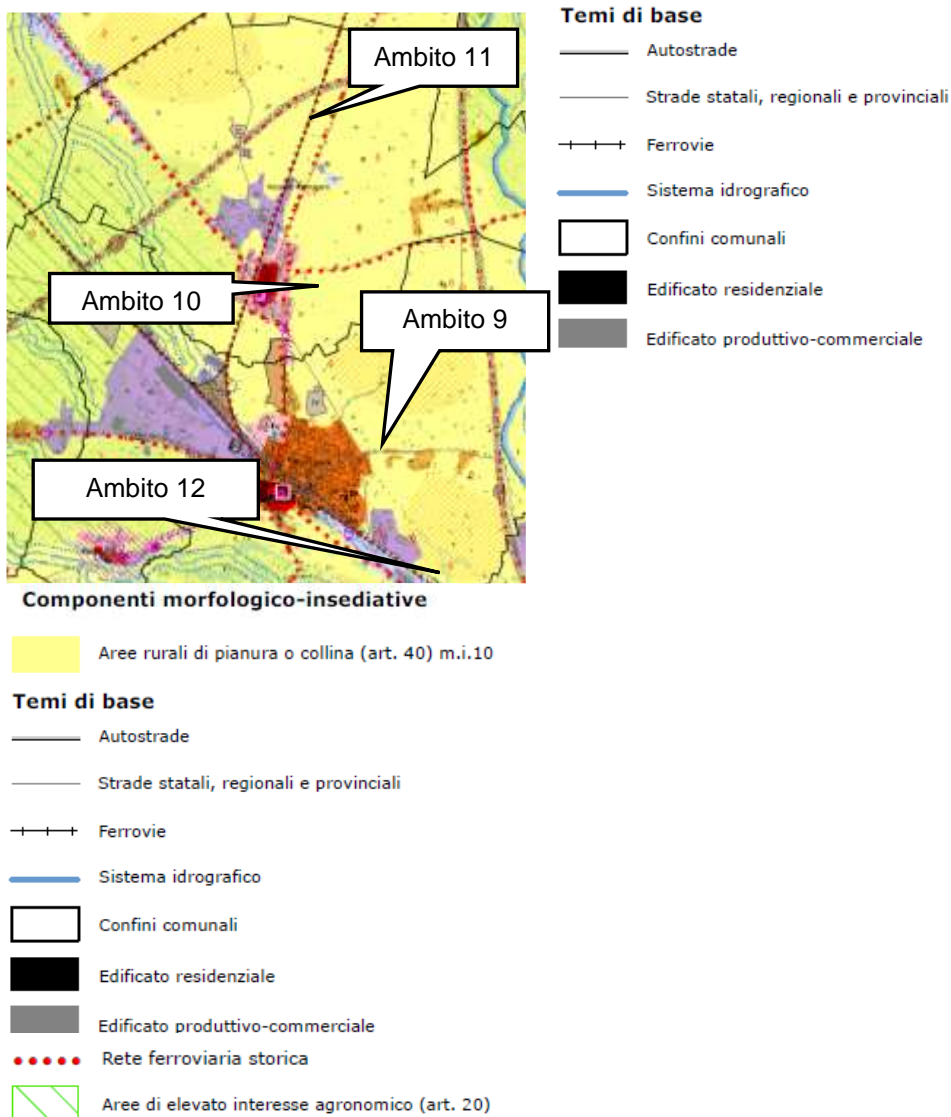 Ambito 11
Ambito 10
Ambito 9
Ambito 12
Temi di base
Autostrade
Strade statali, regionali e provinciali
Ferrovie
Sistema idrografico
Confini comunali
Edificato residenziale
Edificato produttivo-commerciale
Componenti morfologico-insediative
Aree rurali di pianura o collina (art. 40) m.i.10
Temi di base
Autostrade
Strade statali, regionali e provinciali
Ferrovie
Sistema idrografico
Confini comunali
Edificato residenziale
Edificato produttivo-commerciale
Rete ferroviaria storica
Aree di elevato interesse agronomico (art. 20)